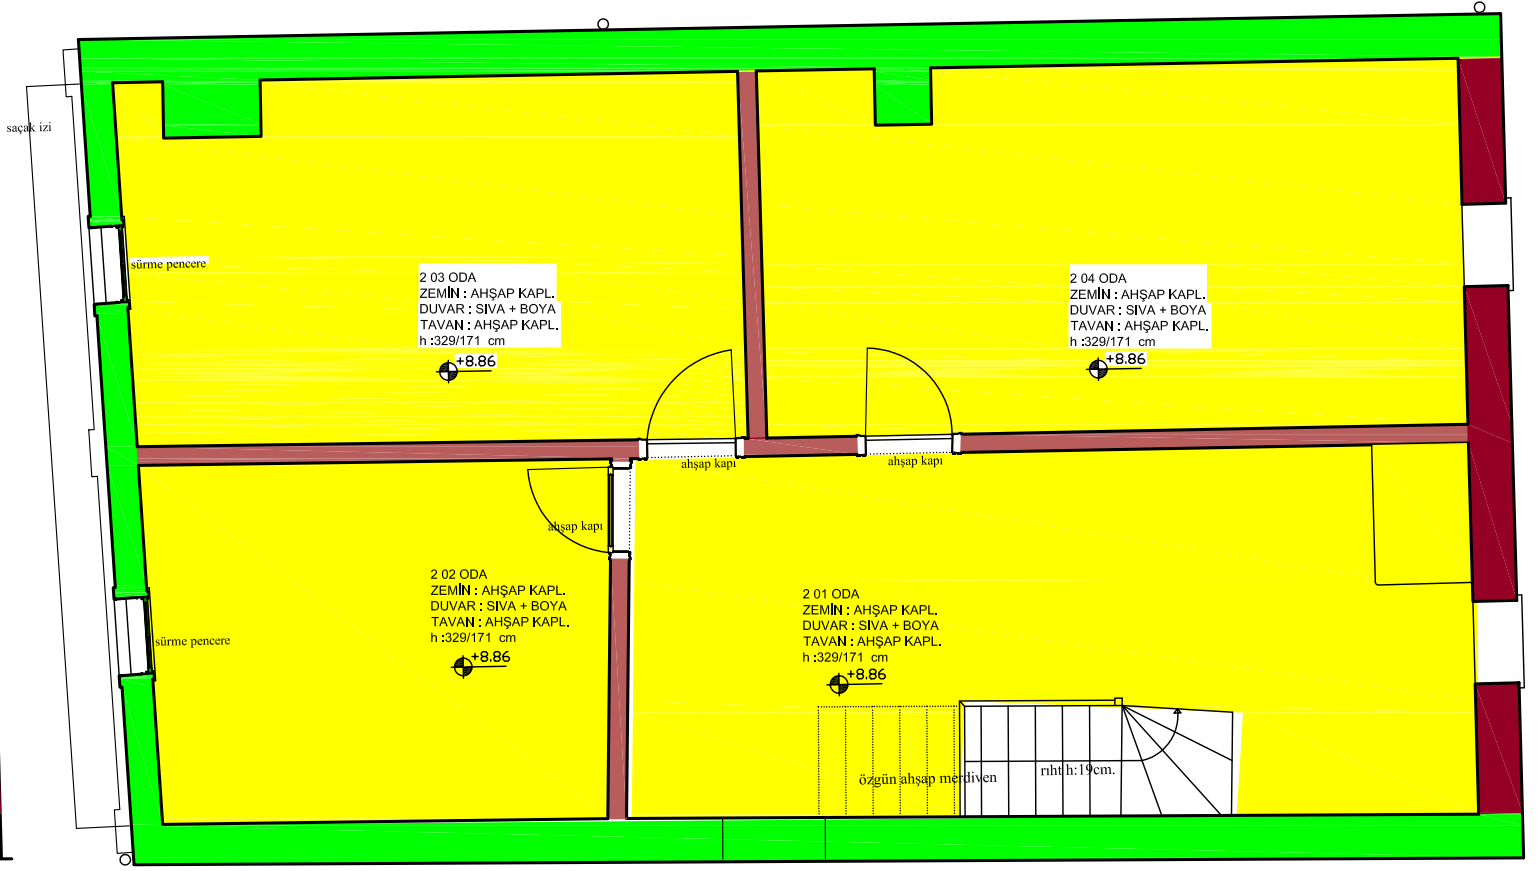 saçak izi
sürme pencere
2 03 ODA
ZEMİN : AHŞAP KAPL.
DUVAR : SIVA + BOYA
TAVAN : AHŞAP KAPL.
h :329/171 cm
+8.86
2 04 ODA
ZEMİN : AHŞAP KAPL.
DUVAR : SIVA + BOYA
TAVAN : AHŞAP KAPL.
h :329/171 cm
+8.86
ahşap kapı
ahşap kapı
ahşap kapı
2 02 ODA
ZEMİN : AHŞAP KAPL.
DUVAR : SIVA + BOYA
TAVAN : AHŞAP KAPL.
h :329/171 cm
+8.86
sürme pencere
2 01 ODA
ZEMİN : AHŞAP KAPL.
DUVAR : SIVA + BOYA
TAVAN : AHŞAP KAPL.
h :329/171 cm
+8.86
özgün ahşap merdiven
rıht h:19cm.